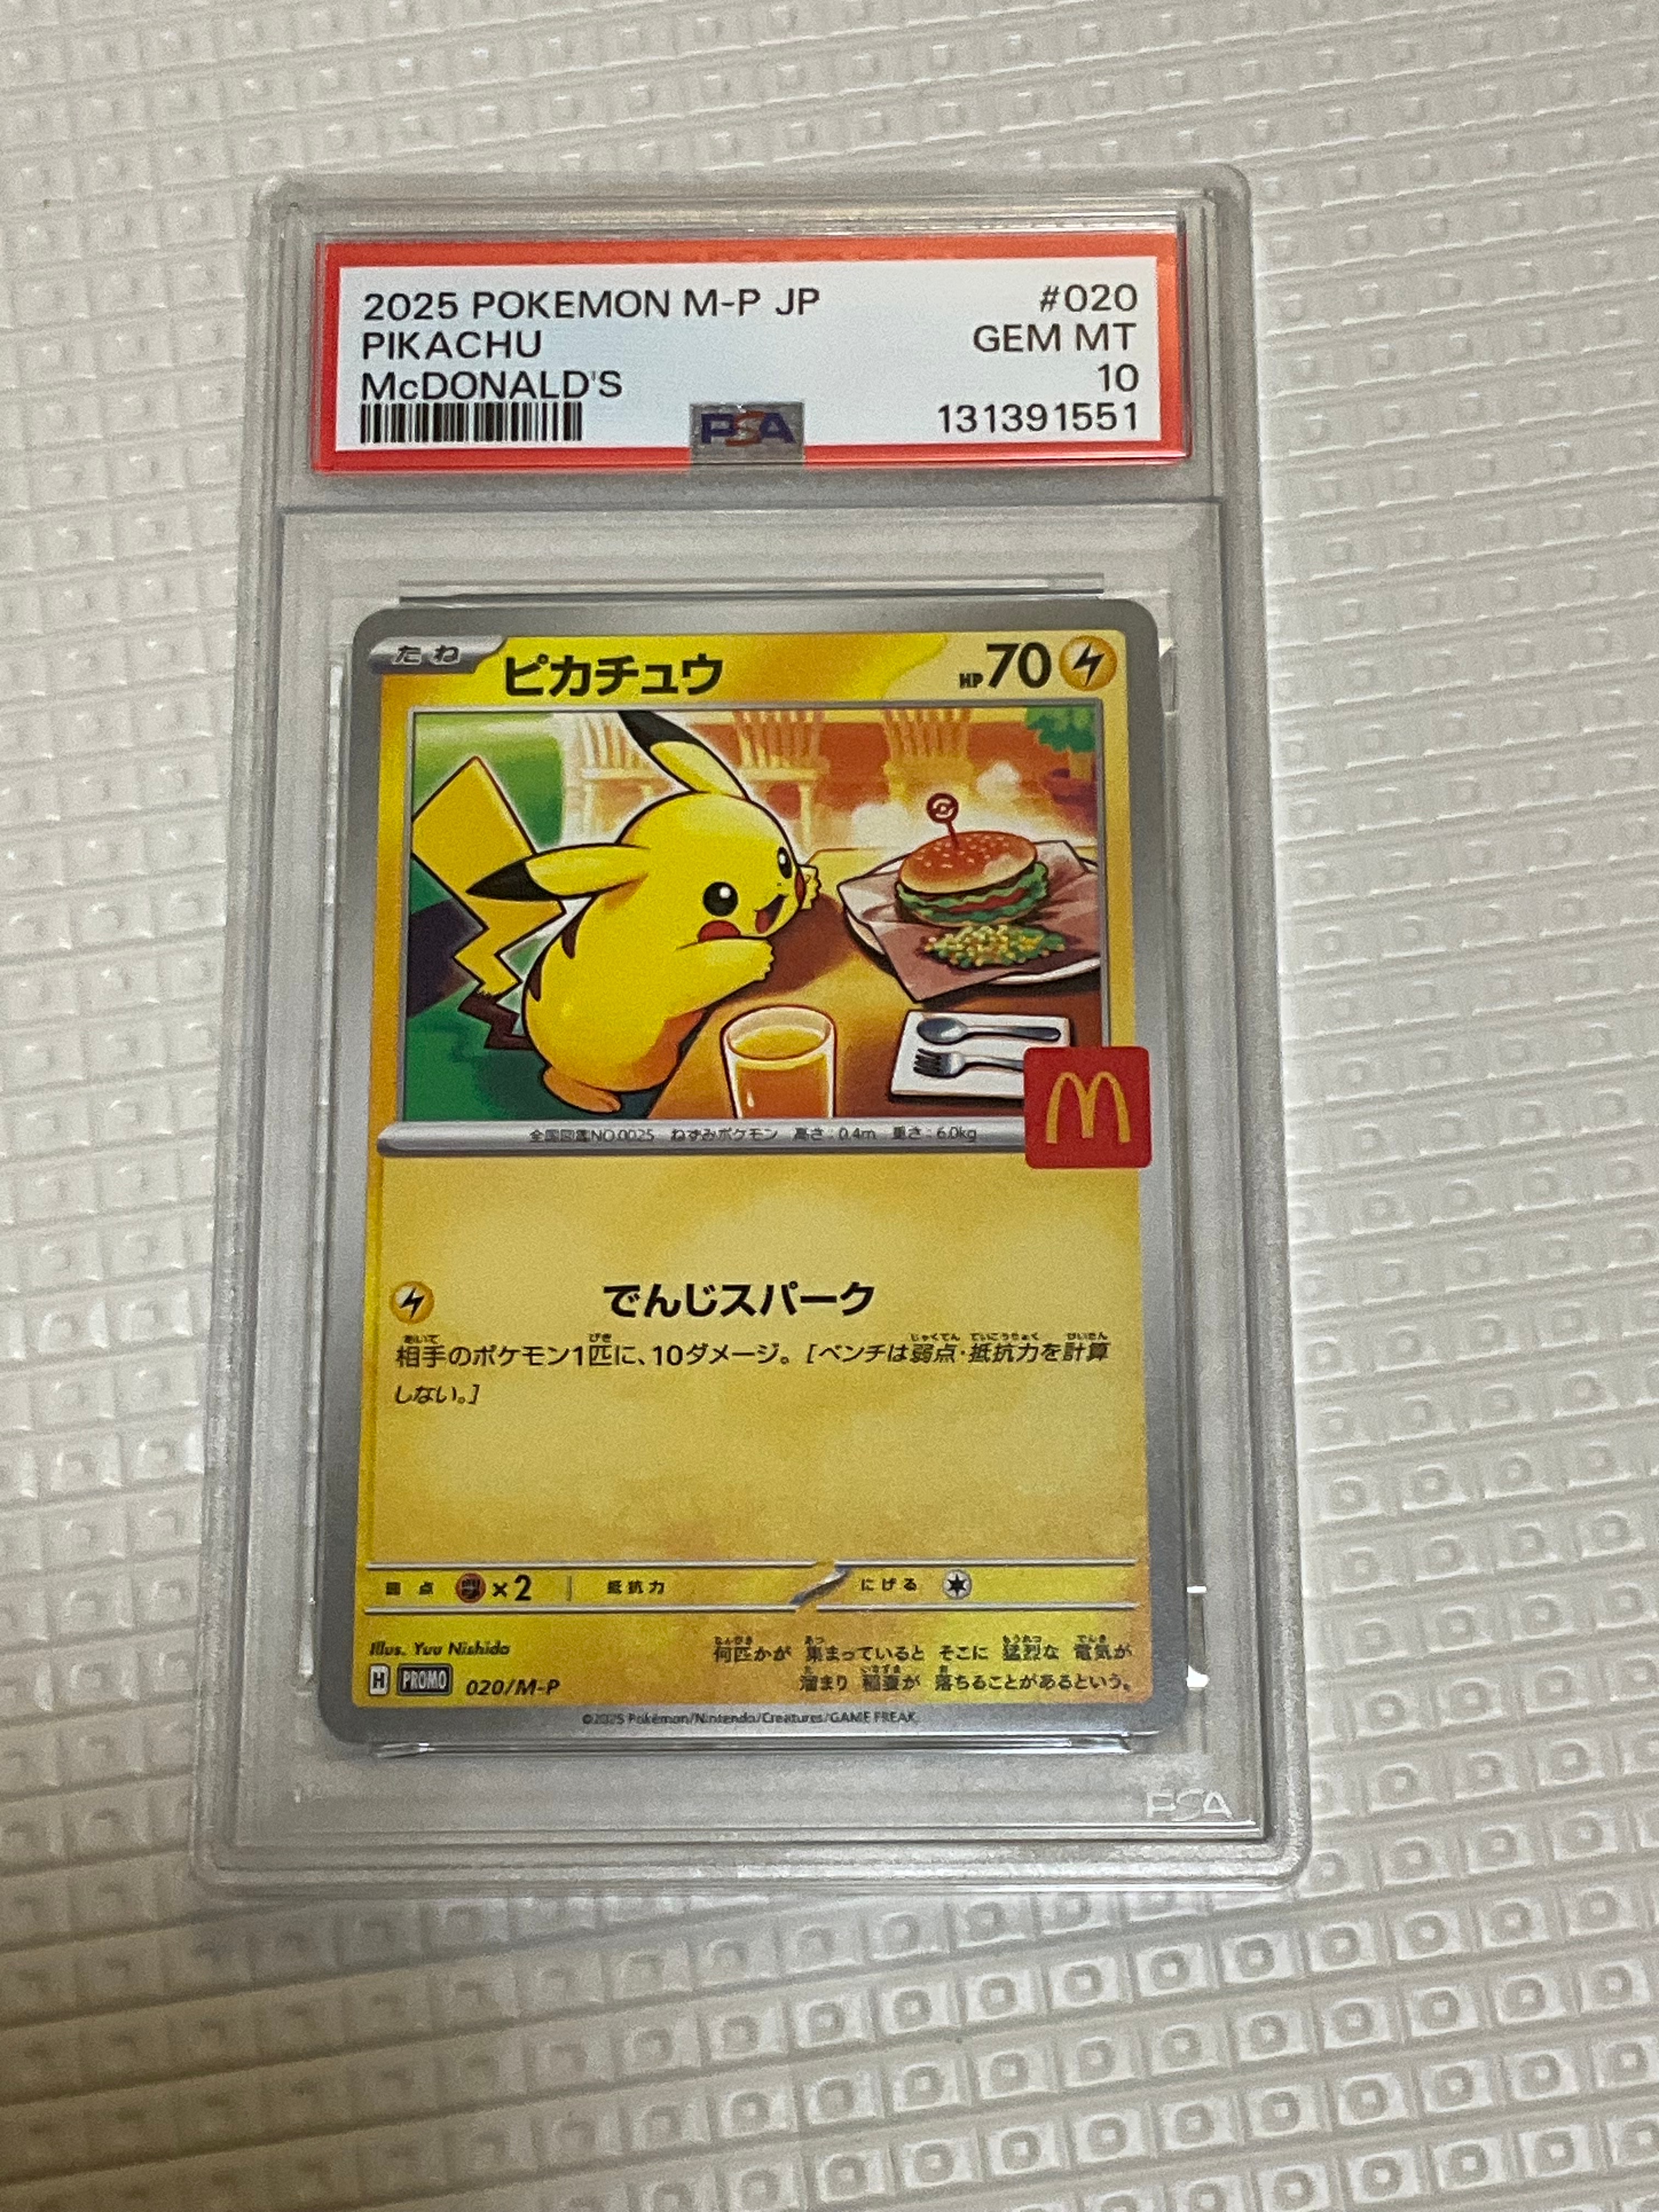 2025 POKEMON M-P JP #020
PIKACHU GEM MT
McDONALD'S 10
PSA 131391551
たね ピカチュウ HP70
全国図鑑NO.0025 ねずみポケモン 高さ:0.4m 重さ:6.0kg
M
でんじスパーク
相手のポケモン1匹に、10ダメージ。[ベンチは弱点・抵抗力を計算
しない。]
弱点 ×2 抵抗力 にげる
Illus. Yuu Nishida
何匹かが 集まっていると そこに 猛烈な 電気が
溜まり 稲妻が 落ちることがあるという。
H PROMO 020/M-P
©2025 Pokémon/Nintendo/Creatures/GAME FREAK
PSA